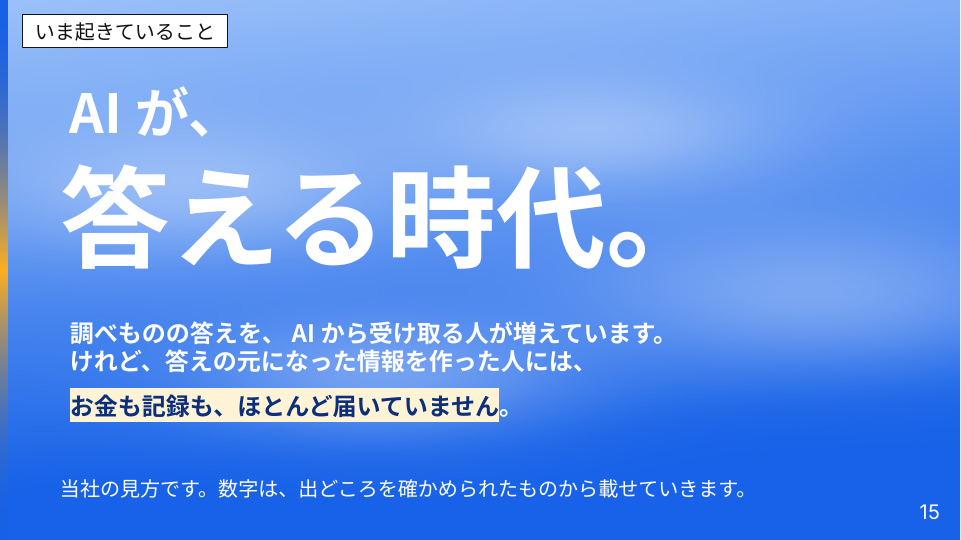 いま起きていること
AI が、
答える時代。
調べものの答えを、 AI から受け取る人が増えています。
けれど、答えの元になった情報を作った人には、
お金も記録も、ほとんど届いていません。
当社の見方です。数字は、出どころを確かめられたものから載せていきます。
15